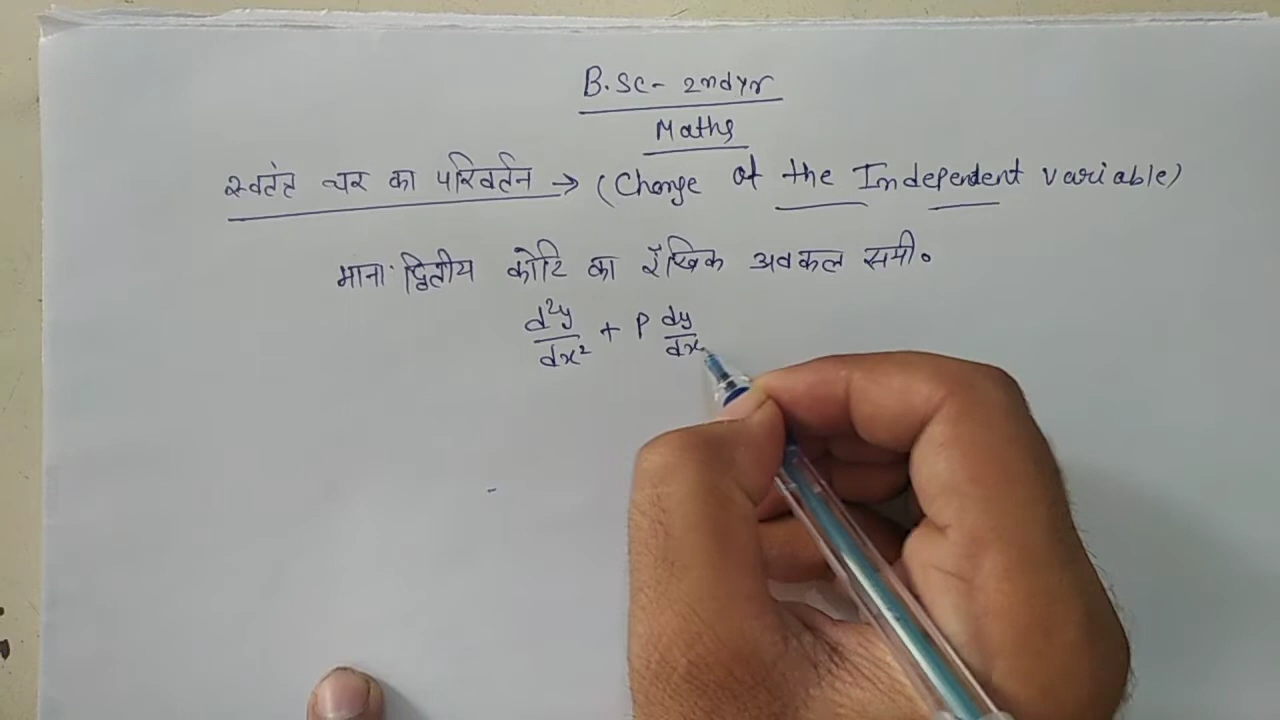 B.Sc- 2nd yr
Maths
स्वतंत्र चर का परिवर्तन → (Change of the Independent variable)
माना द्वितीय कोटि का रैखिक अवकल समी०
d²y/dx² + P dy/dx